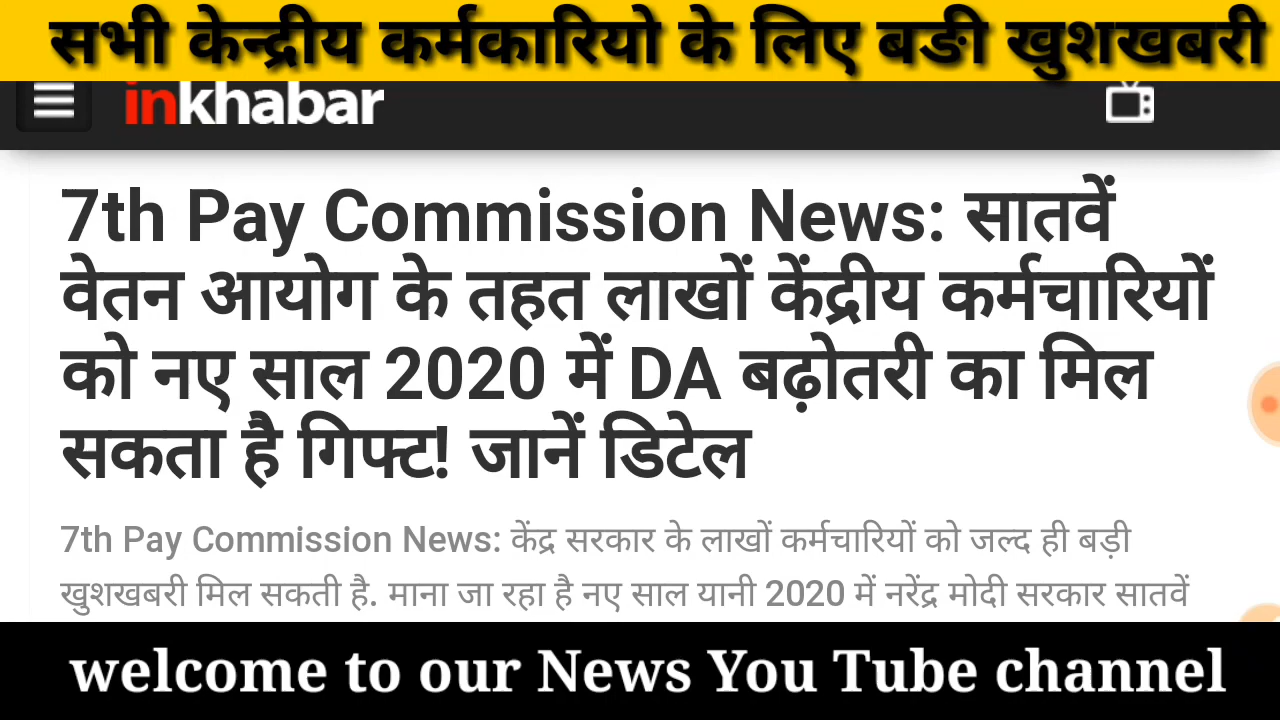 सभी केन्द्रीय कर्मकारियो के लिए बङी खुशखबरी
inkhabar
7th Pay Commission News: सातवें
वेतन आयोग के तहत लाखों केंद्रीय कर्मचारियों
को नए साल 2020 में DA बढ़ोतरी का मिल
सकता है गिफ्ट! जानें डिटेल
7th Pay Commission News: केंद्र सरकार के लाखों कर्मचारियों को जल्द ही बड़ी
खुशखबरी मिल सकती है. माना जा रहा है नए साल यानी 2020 में नरेंद्र मोदी सरकार सातवें
welcome to our News You Tube channel